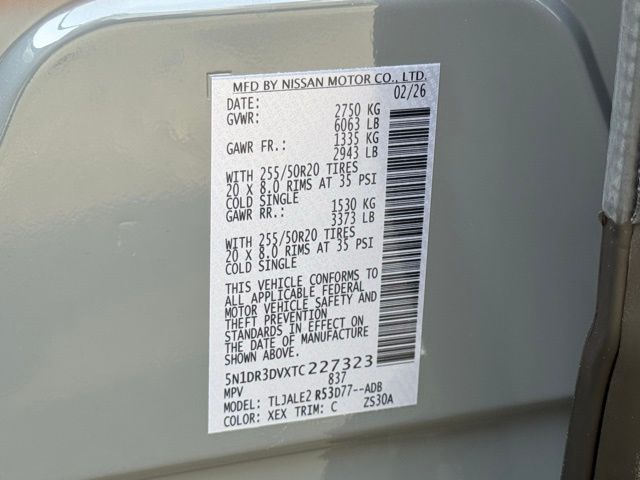 MFD BY NISSAN MOTOR CO., LTD.
DATE: 02/26
GVWR: 2750 KG
6063 LB
GAWR FR.: 1335 KG
2943 LB
WITH 255/50R20 TIRES
20 X 8.0 RIMS AT 35 PSI
COLD SINGLE
GAWR RR.: 1530 KG
3373 LB
WITH 255/50R20 TIRES
20 X 8.0 RIMS AT 35 PSI
COLD SINGLE
THIS VEHICLE CONFORMS TO
ALL APPLICABLE FEDERAL
MOTOR VEHICLE SAFETY AND
THEFT PREVENTION
STANDARDS IN EFFECT ON
THE DATE OF MANUFACTURE
SHOWN ABOVE.
5N1DR3DVXTC227323
MPV 837
MODEL: TLJALE2 R53D77--ADB
COLOR: XEX TRIM: C ZS30A